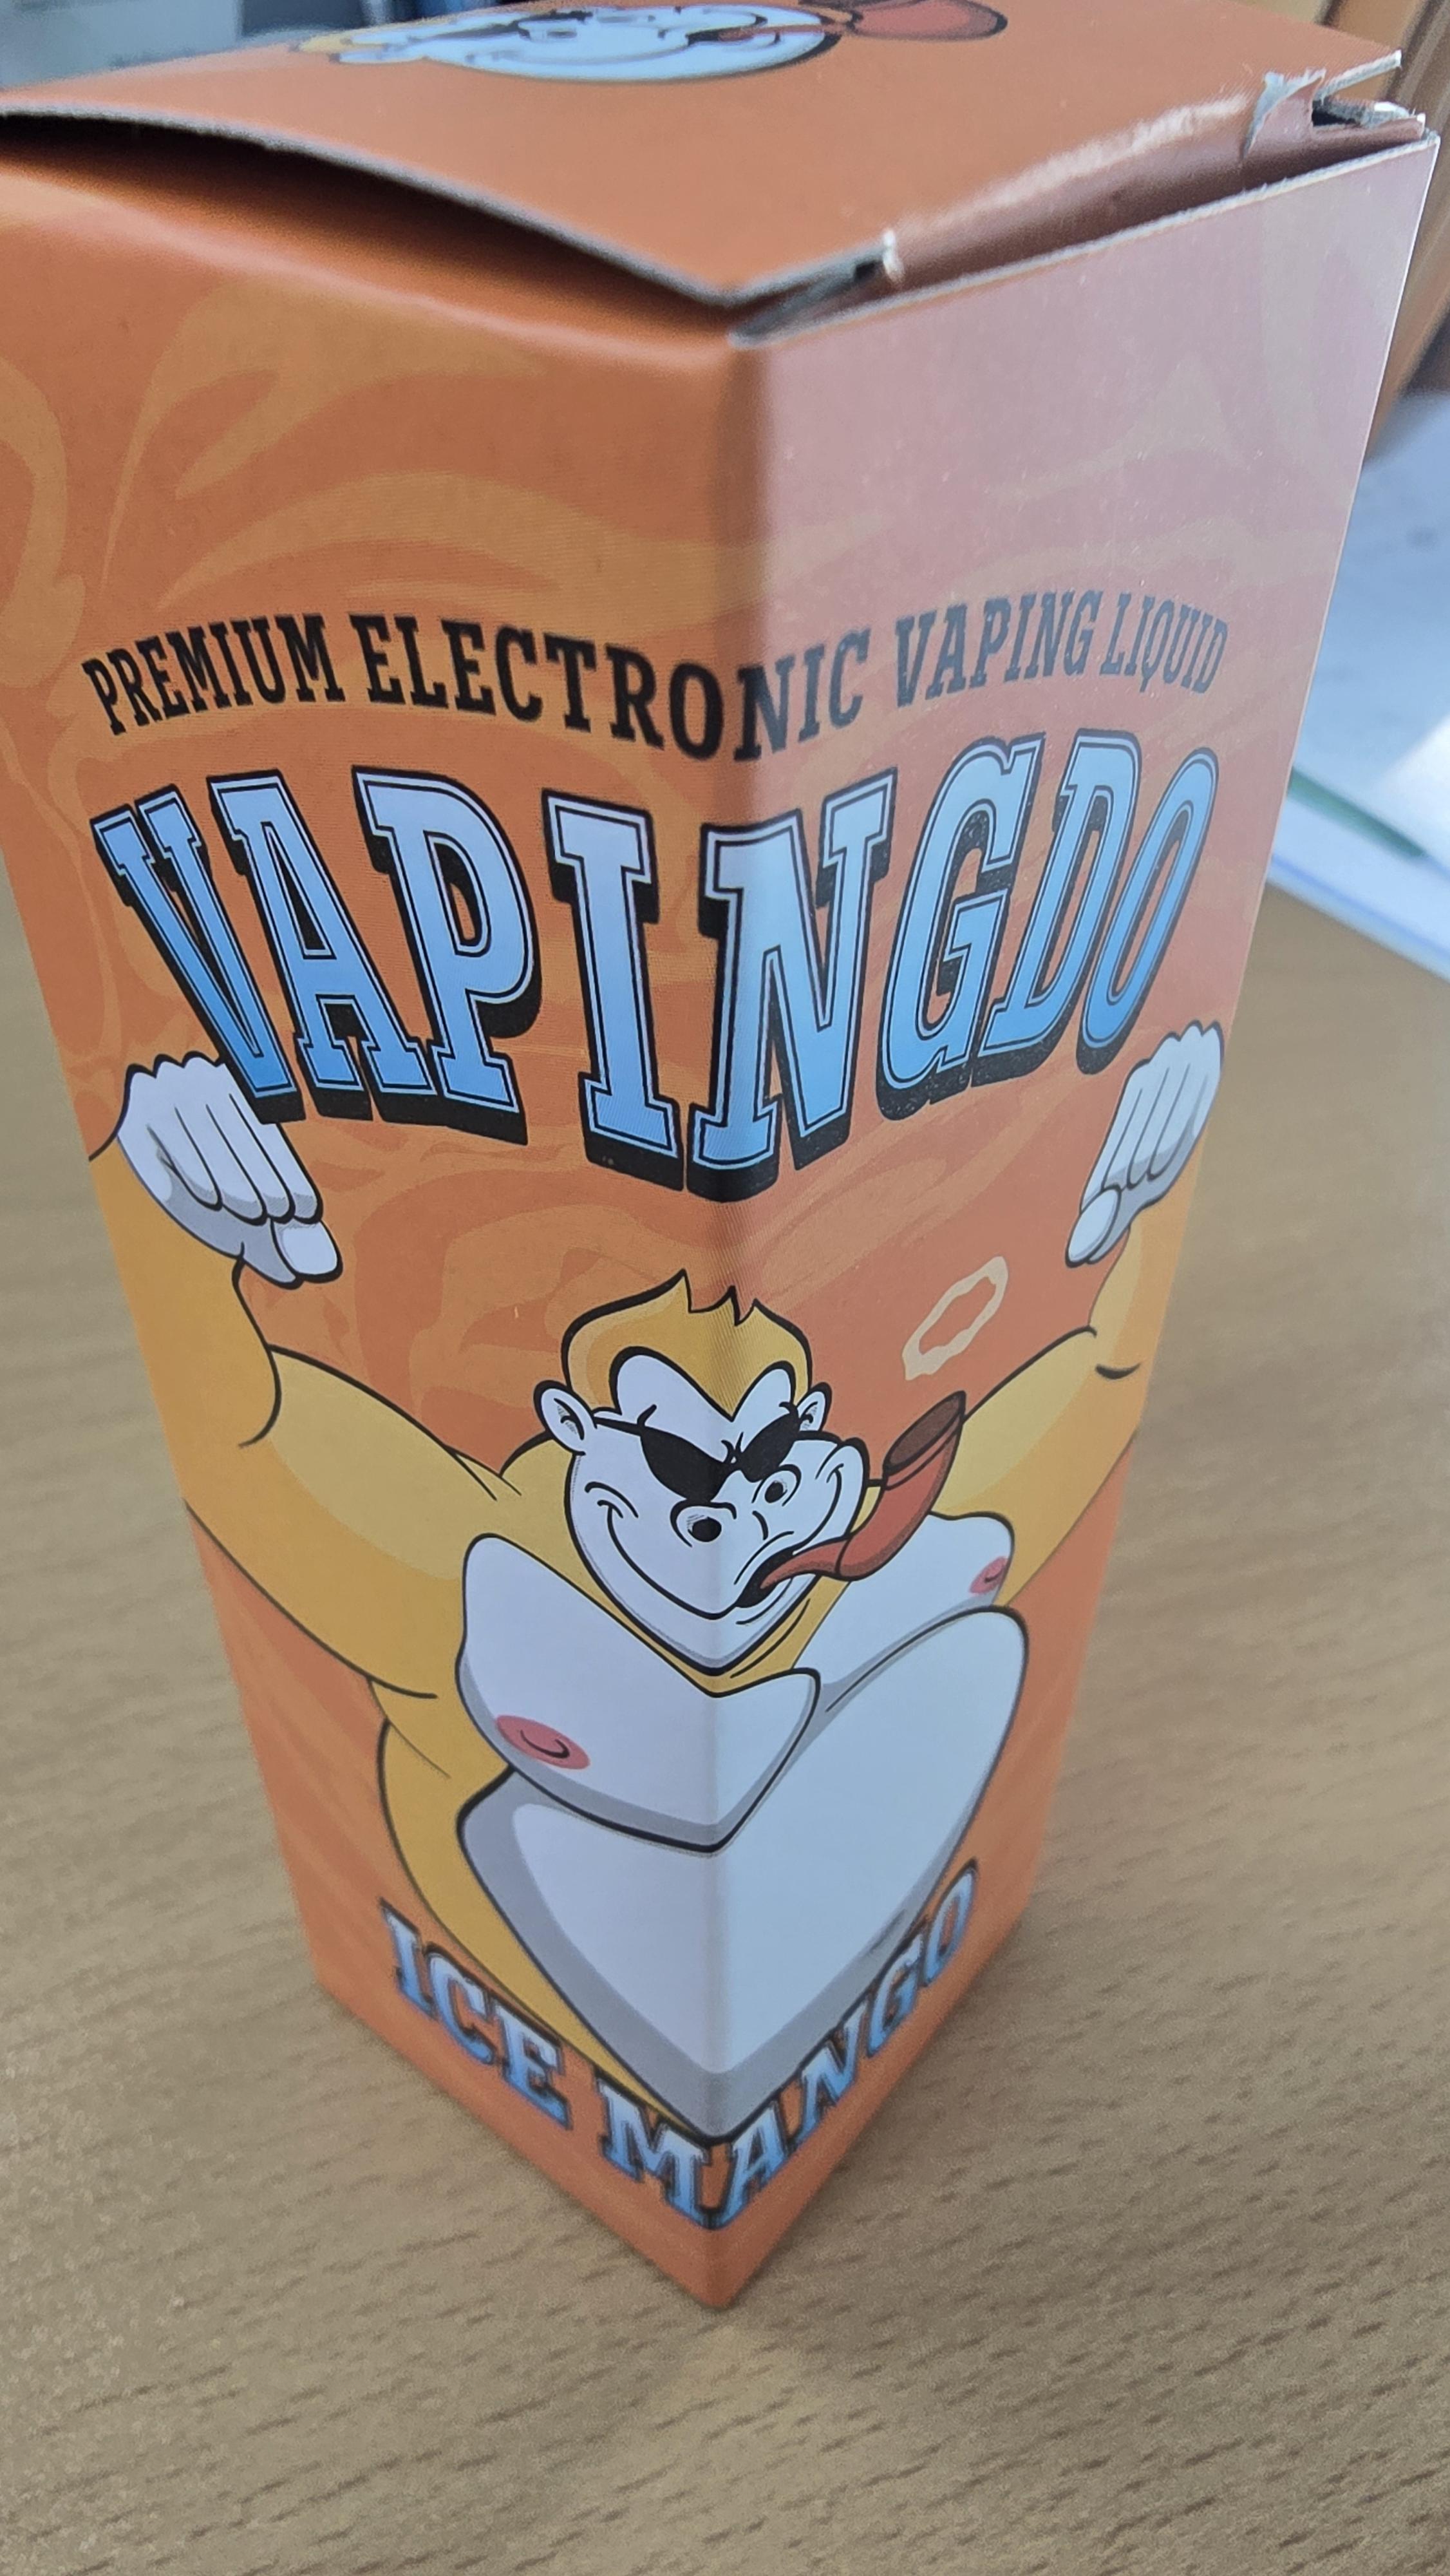 PREMIUM ELECTRONIC VAPING LIQUID
VAPINGDO
ICE MANGO